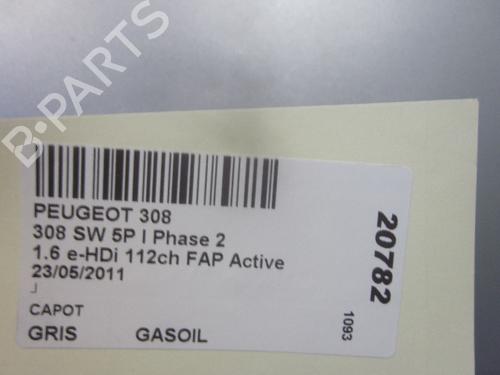 B-PARTS
PEUGEOT 308
308 SW 5P I Phase 2
1.6 e-HDi 112ch FAP Active
23/05/2011
CAPOT
GRIS GASOIL
20782
1093